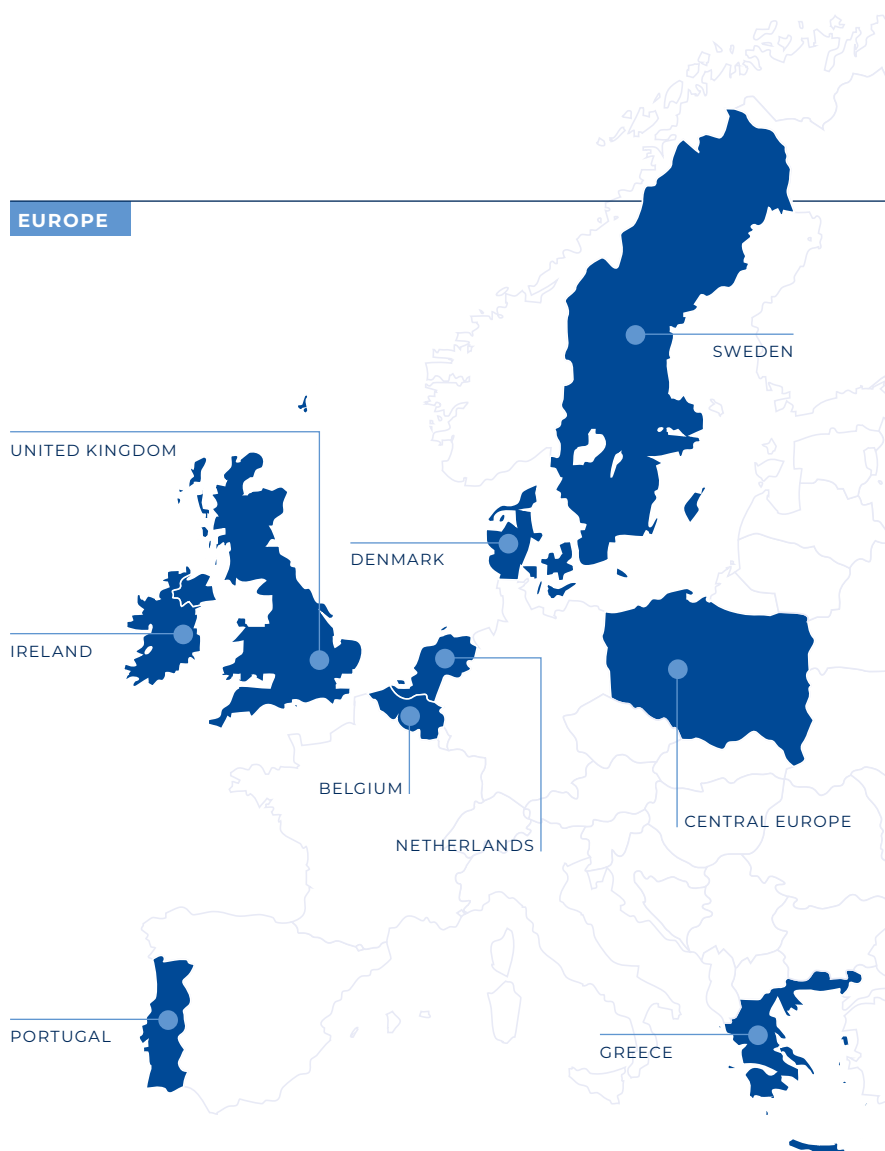 EUROPE
SWEDEN
UNITED KINGDOM
DENMARK
IRELAND
BELGIUM
CENTRAL EUROPE
NETHERLANDS
PORTUGAL
GREECE